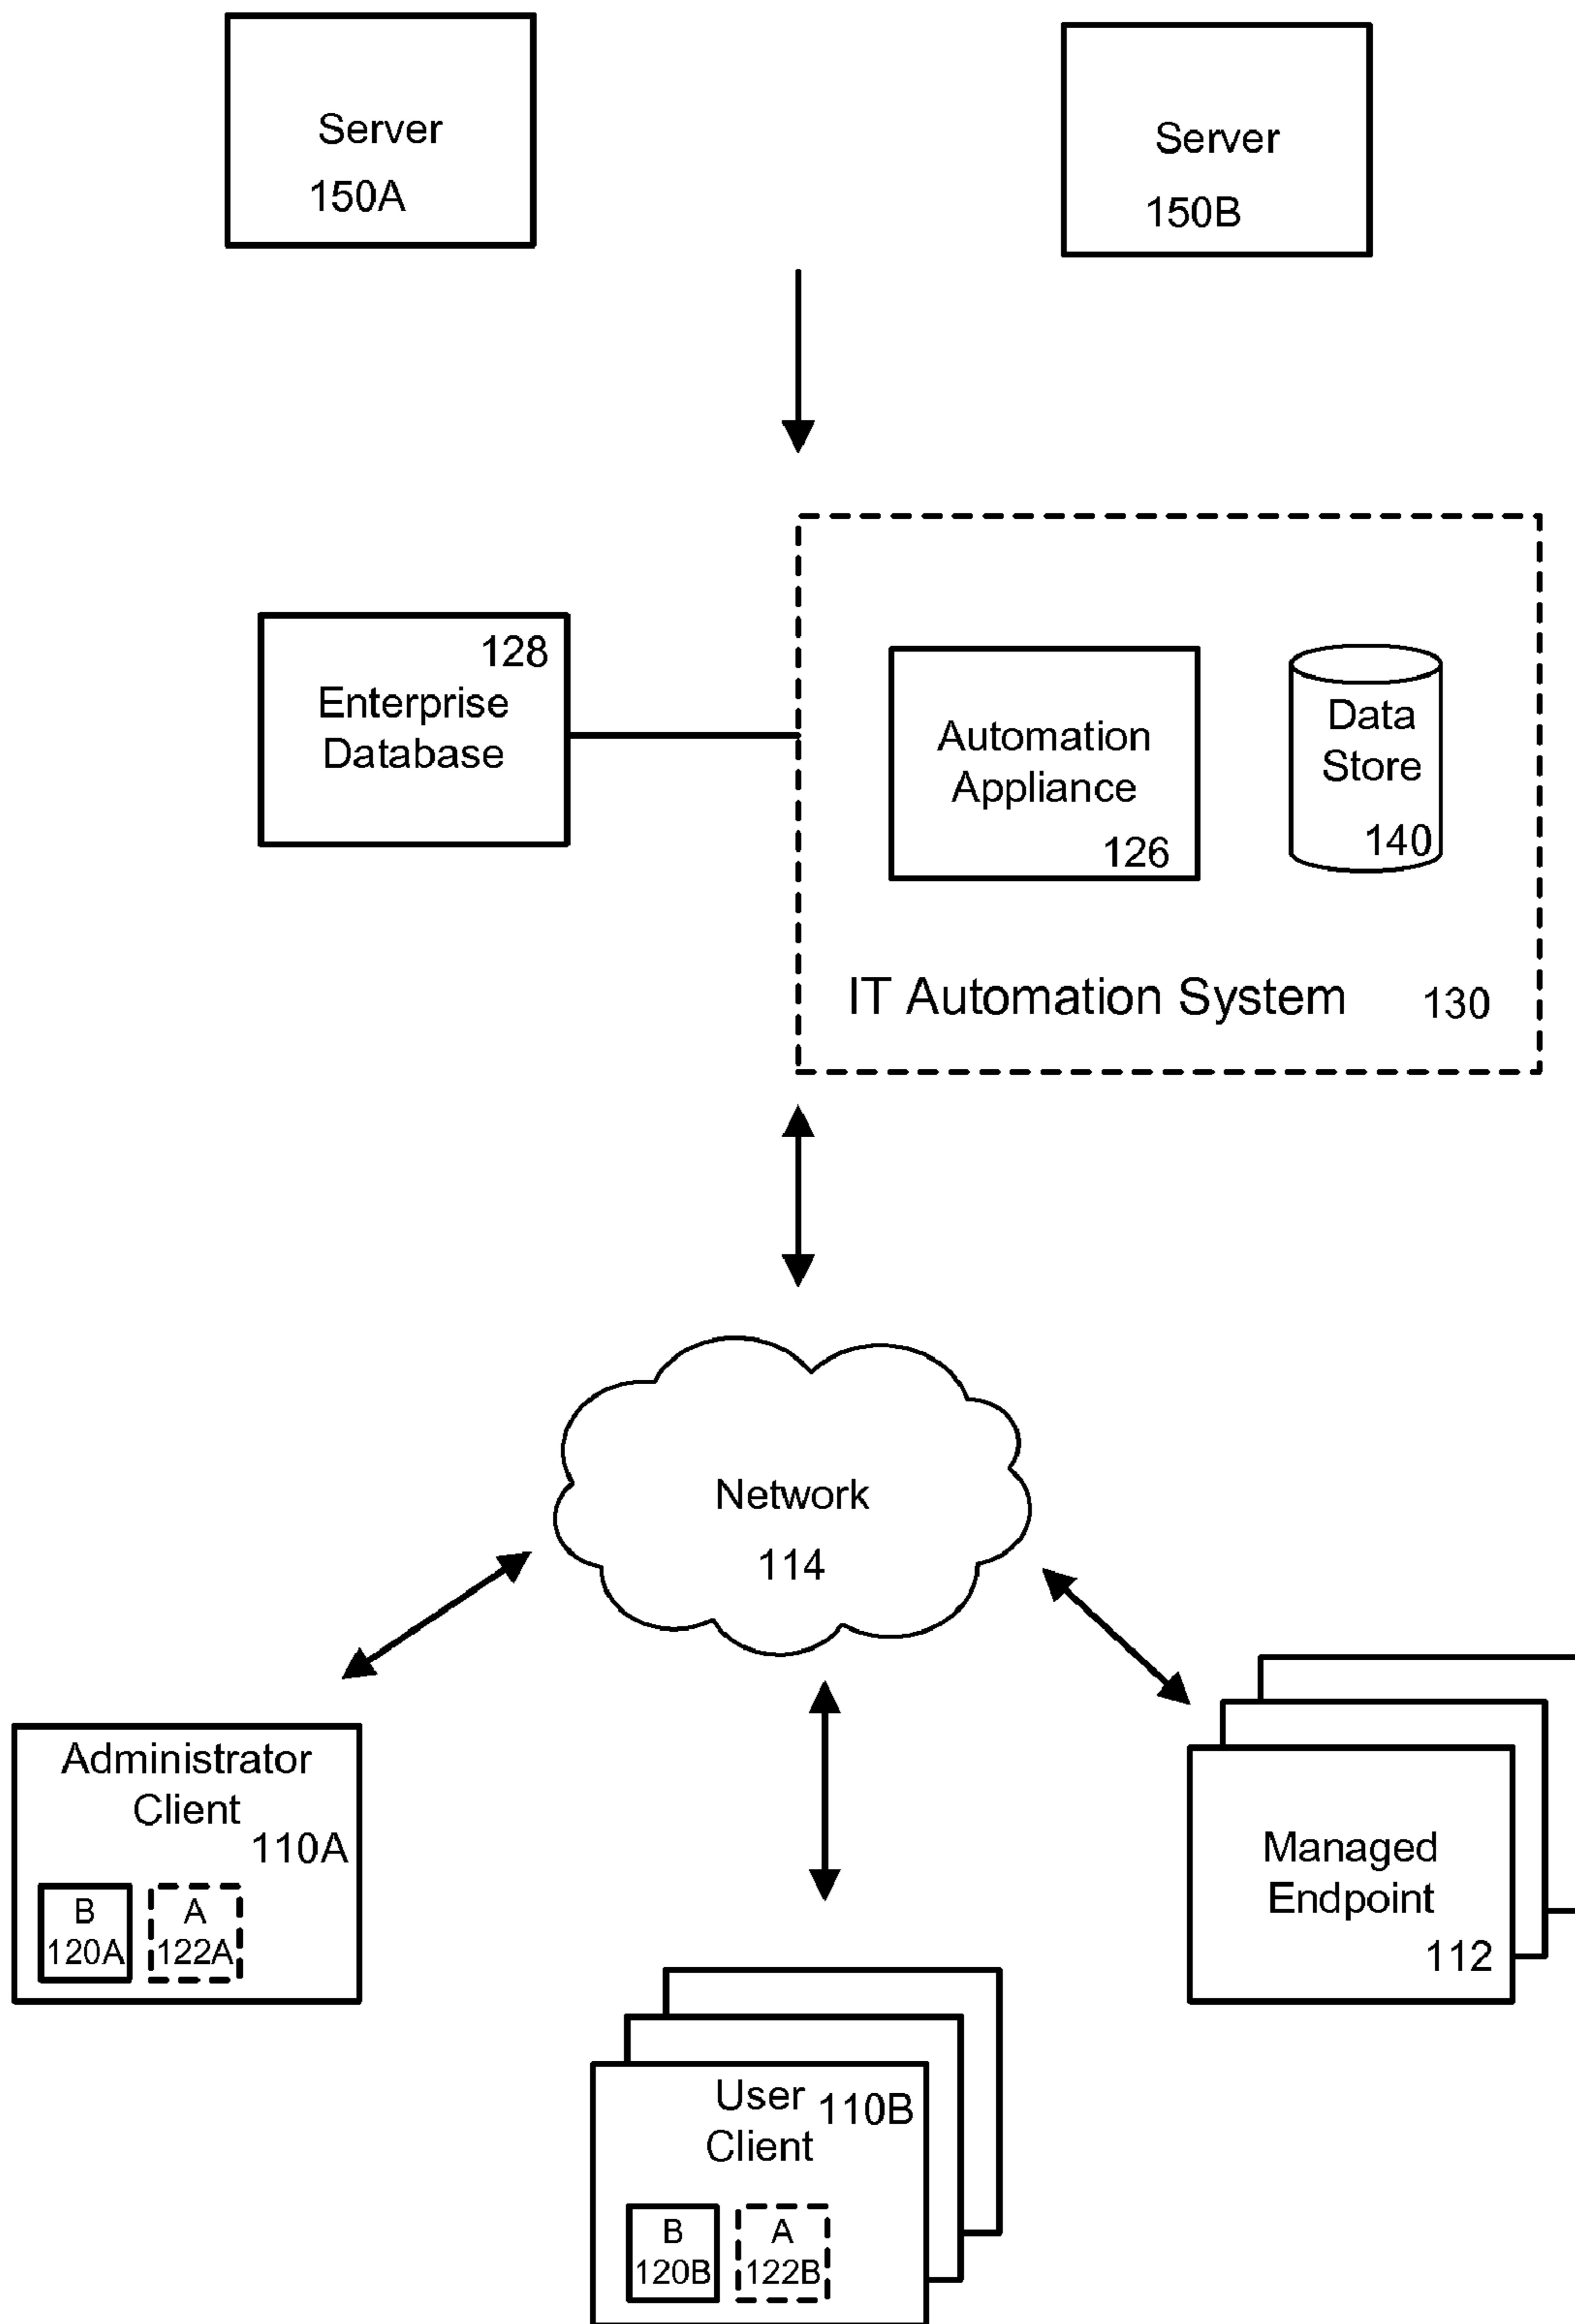 Server
150A
Server
150B
128
Enterprise
Database
Automation
Appliance
126
Data
Store
140
IT Automation System 130
Network
114
Administrator
Client
110A
B
120A
A
122A
Managed
Endpoint
112
User
Client
110B
B
120B
A
122B